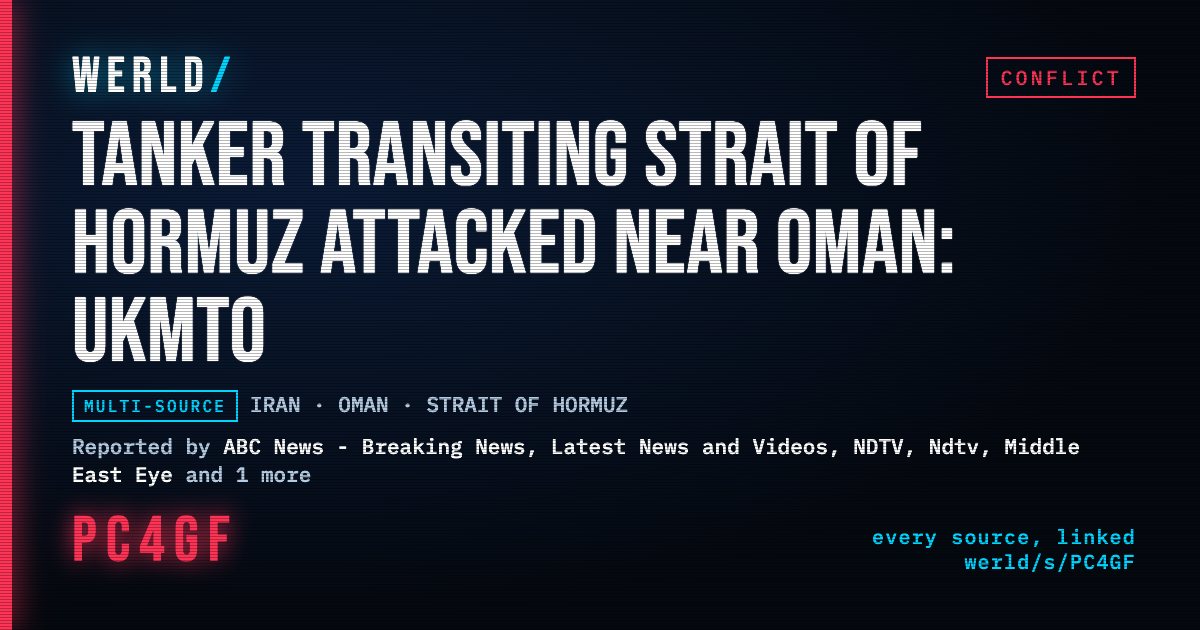 WERLD/
CONFLICT
TANKER TRANSITING STRAIT OF
HORMUZ ATTACKED NEAR OMAN:
UKMTO
MULTI-SOURCE IRAN · OMAN · STRAIT OF HORMUZ
Reported by ABC News - Breaking News, Latest News and Videos, NDTV, Ndtv, Middle
East Eye and 1 more
PC4GF
every source, linked
werld/s/PC4GF